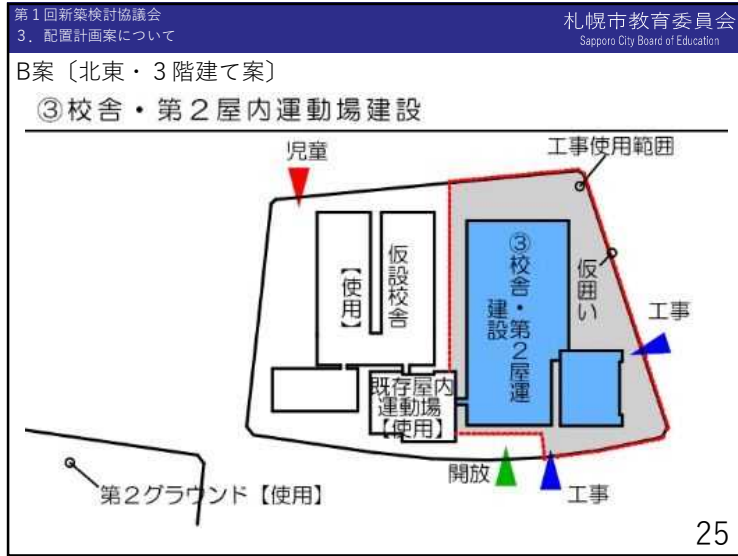 第１回新築検討協議会
３．配置計画案について
札幌市教育委員会
Sapporo City Board of Education
B案〔北東・３階建て案〕
③校舎・第２屋内運動場建設
児童
工事使用範囲
仮設校舎
【使用】
③校舎・第２屋運
建設
仮囲い
工事
既存屋内
運動場
【使用】
開放
工事
第２グラウンド【使用】
25